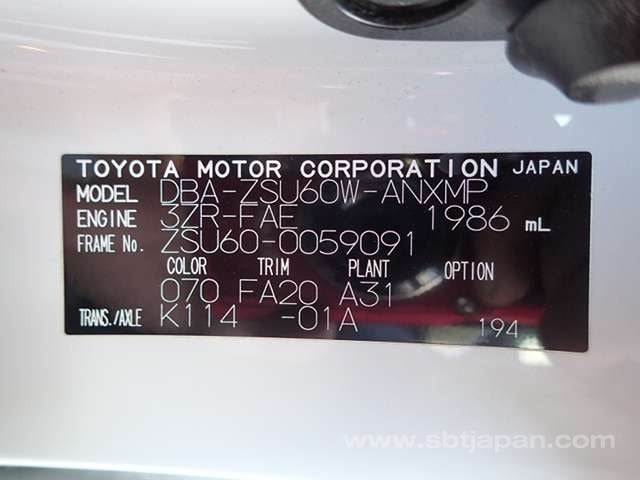 TOYOTA MOTOR CORPORATION JAPAN
MODEL DBA-ZSU60W-ANXMP
ENGINE 3ZR-FAE 1986 mL
FRAME No. ZSU60-0059091
COLOR TRIM PLANT OPTION
070 FA20 A31
TRANS./AXLE K114 -01A 194
www.sbtjapan.com